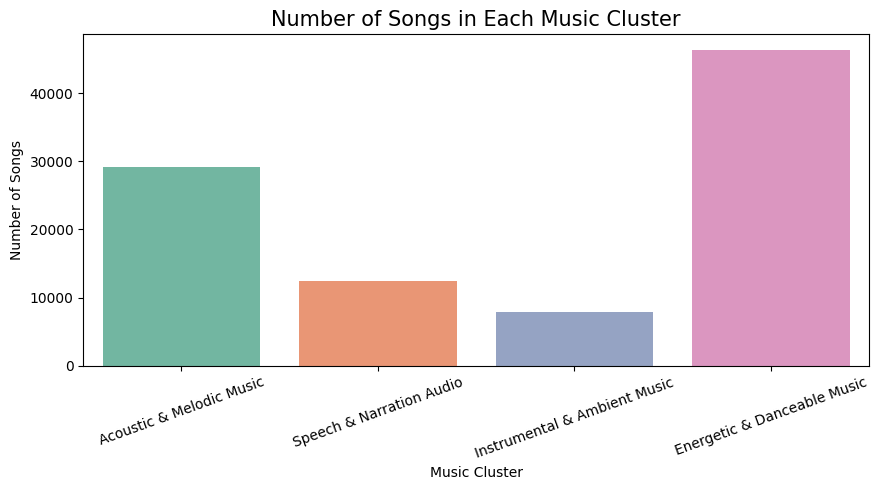 Number of Songs in Each Music Cluster
Number of Songs
40000
30000
20000
10000
0
Acoustic & Melodic Music
Speech & Narration Audio
Instrumental & Ambient Music
Energetic & Danceable Music
Music Cluster